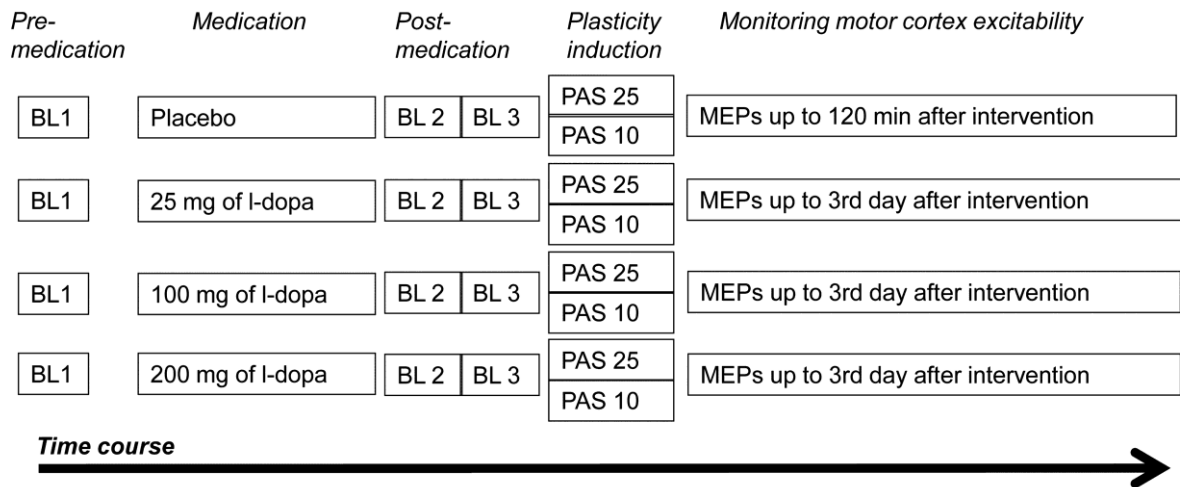 Pre-
medication
Medication
Post-
medication
Plasticity
induction
Monitoring motor cortex excitability
BL1
Placebo
BL 2
BL 3
PAS 25
PAS 10
MEPs up to 120 min after intervention
BL1
25 mg of l-dopa
BL 2
BL 3
PAS 25
PAS 10
MEPs up to 3rd day after intervention
BL1
100 mg of l-dopa
BL 2
BL 3
PAS 25
PAS 10
MEPs up to 3rd day after intervention
BL1
200 mg of l-dopa
BL 2
BL 3
PAS 25
PAS 10
MEPs up to 3rd day after intervention
Time course